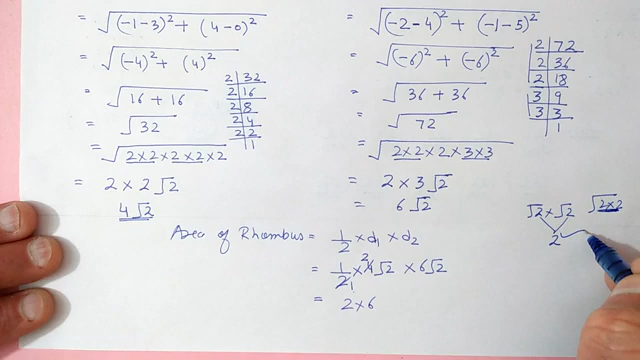 = √(-1-3)² + (4-0)²
= √(-4)² + (4)²
= √16 + 16
= √32
= √2×2×2×2×2
= 2 × 2√2
4√2
2 | 32
2 | 16
2 | 8
2 | 4
2 | 2
1
= √(-2-4)² + (-1-5)²
= √(-6)² + (-6)²
= √36 + 36
= √72
= √2×2×2×3×3
= 2 × 3√2
= 6√2
2 | 72
2 | 36
2 | 18
3 | 9
3 | 3
1
Area of Rhombus = 1/2 × d₁ × d₂
= 1/2 × 4√2 × 6√2
2
1
= 2 × 6
√2 × √2
2
√2×2